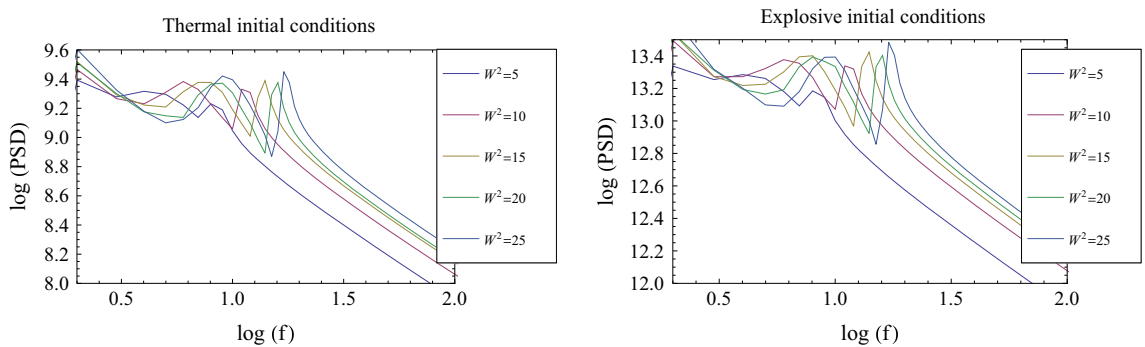 Thermal initial conditions
log (PSD)
9.6
9.4
9.2
9.0
8.8
8.6
8.4
8.2
8.0
0.5
1.0
1.5
2.0
log (f)
W²=5
W²=10
W²=15
W²=20
W²=25
Explosive initial conditions
log (PSD)
13.4
13.2
13.0
12.8
12.6
12.4
12.2
12.0
0.5
1.0
1.5
2.0
log (f)
W²=5
W²=10
W²=15
W²=20
W²=25